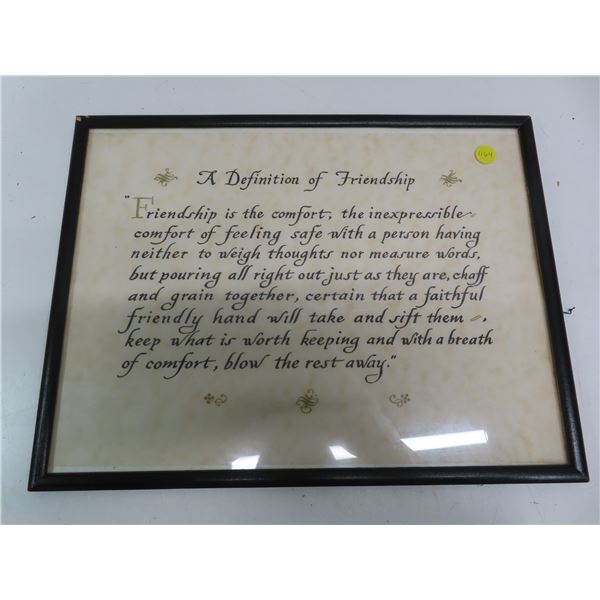 A Definition of Friendship
"Friendship is the comfort, the inexpressible
comfort of feeling safe with a person having
neither to weigh thoughts nor measure words,
but pouring all right out just as they are, chaff
and grain together, certain that a faithful
friendly hand will take and sift them,
keep what is worth keeping and with a breath
of comfort, blow the rest away."